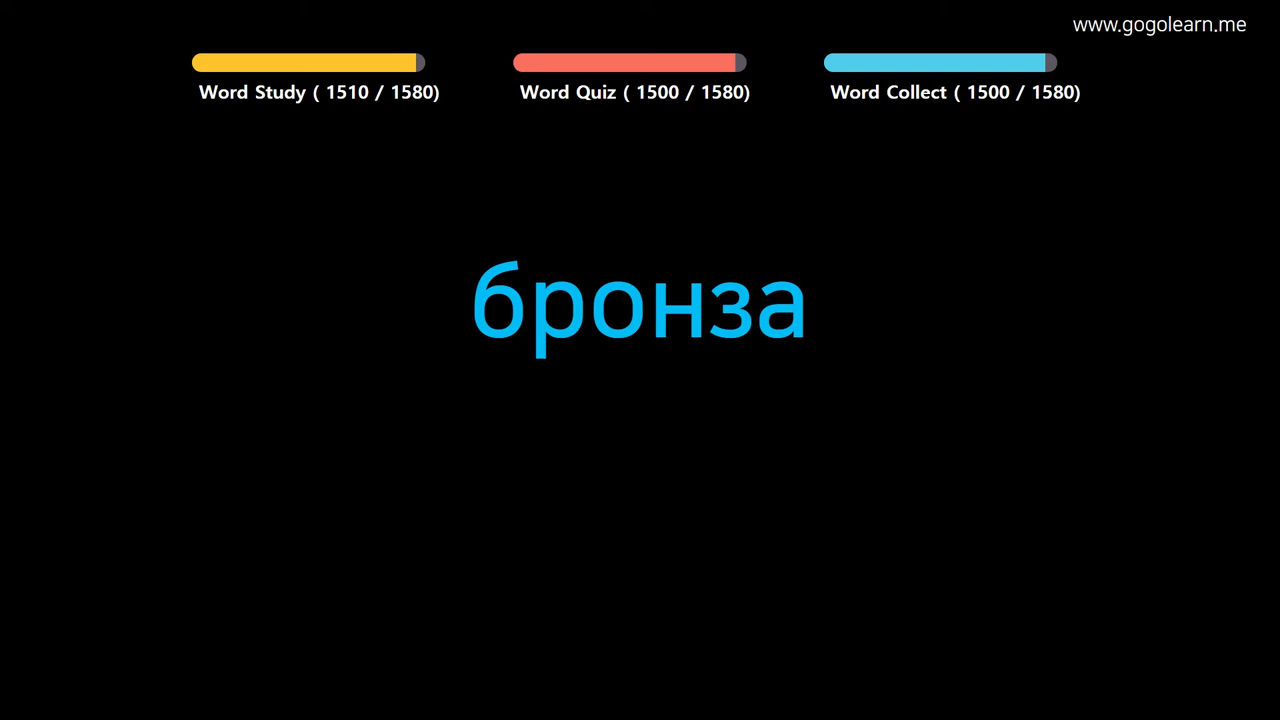 www.gogolearn.me
Word Study ( 1510 / 1580)
Word Quiz ( 1500 / 1580)
Word Collect ( 1500 / 1580)
бронза